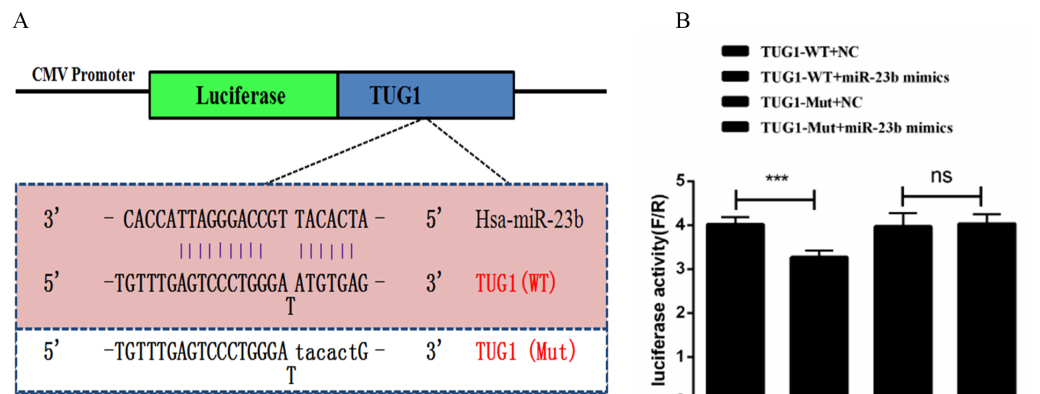 A
CMV Promoter
Luciferase
TUG1
3' - CACCATTAGGGACCGT TACACTA - 5' Hsa-miR-23b
5' -TGTTTGAGTCCCTGGGA ATGTGAG - 3' TUG1(WT)
T
5' -TGTTTGAGTCCCTGGGA tacactG - 3' TUG1 (Mut)
T
B
TUG1-WT+NC
TUG1-WT+miR-23b mimics
TUG1-Mut+NC
TUG1-Mut+miR-23b mimics
luciferase activity(F/R)
5
4
3
2
1
***
ns